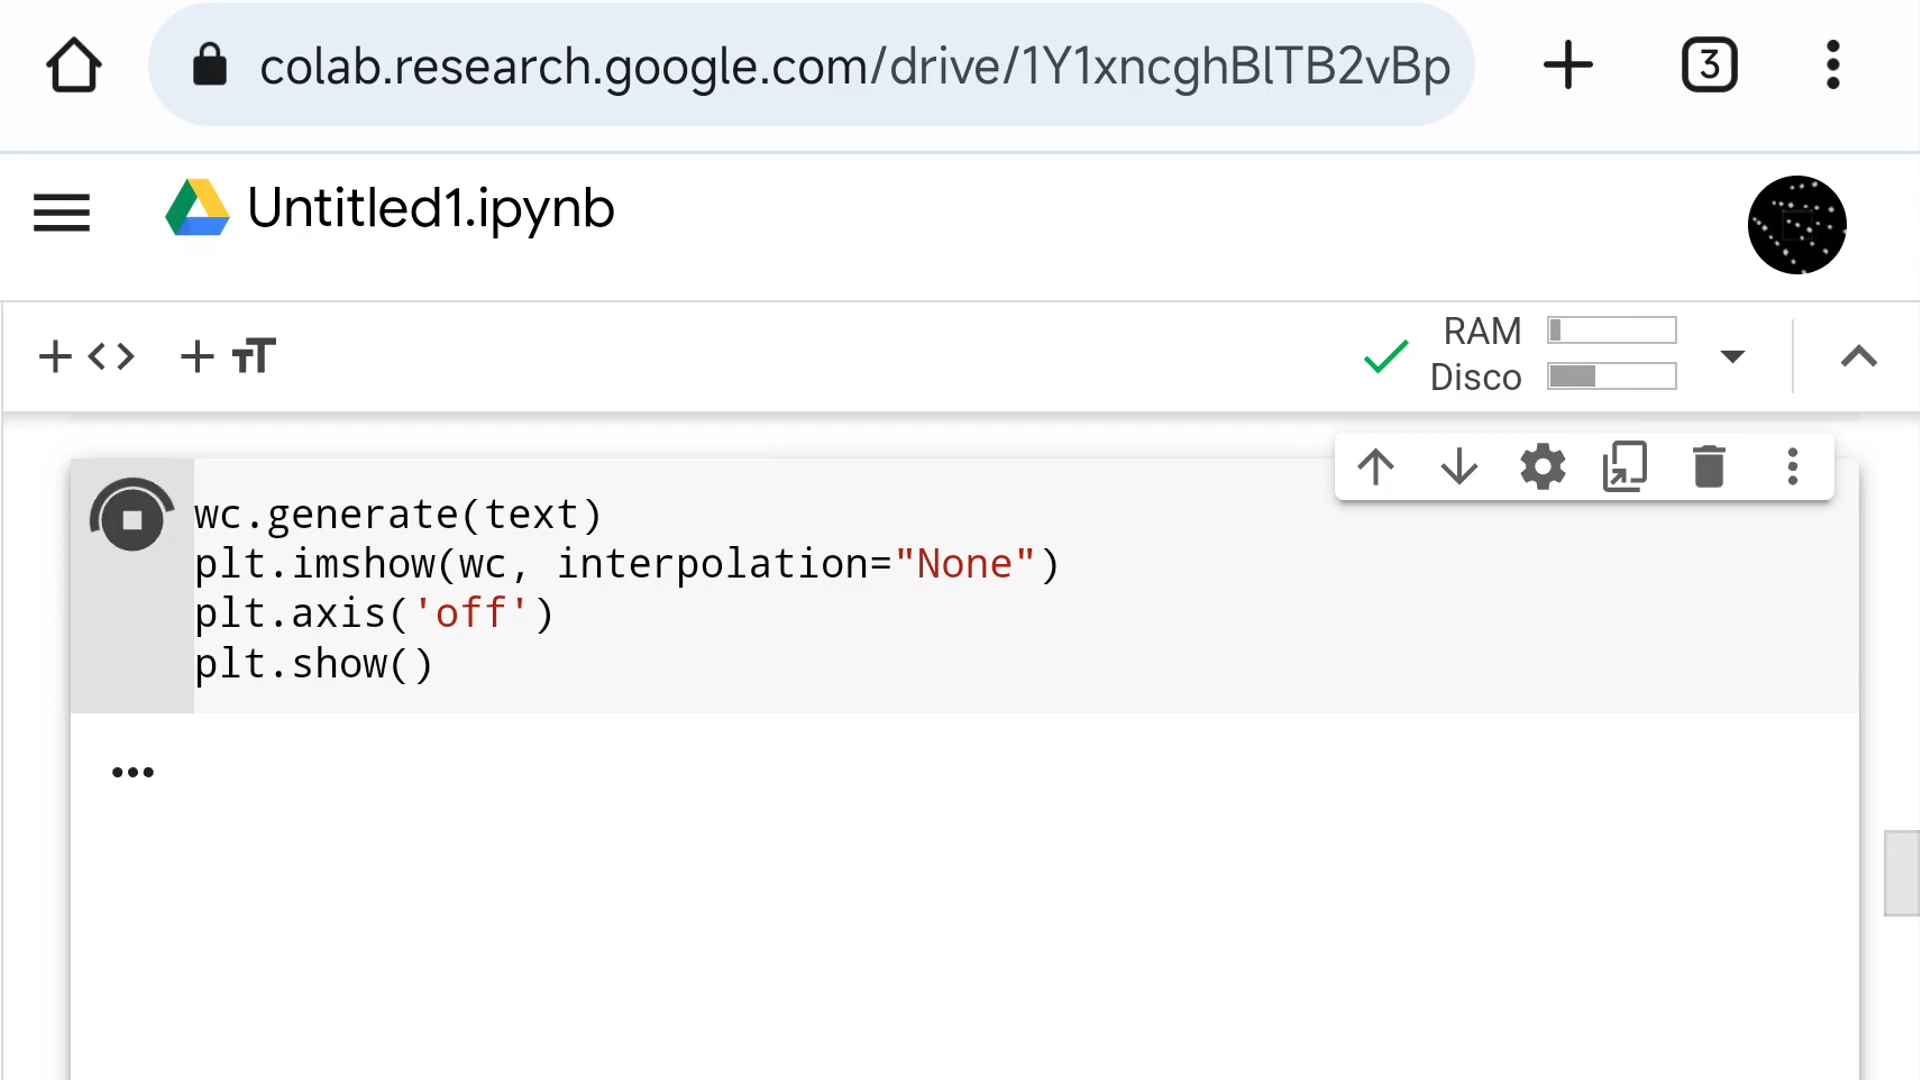 colab.research.google.com/drive/1Y1xncghBlTB2vBp
3
Untitled1.ipynb
RAM
Disco
wc.generate(text)
plt.imshow(wc, interpolation="None")
plt.axis('off')
plt.show()